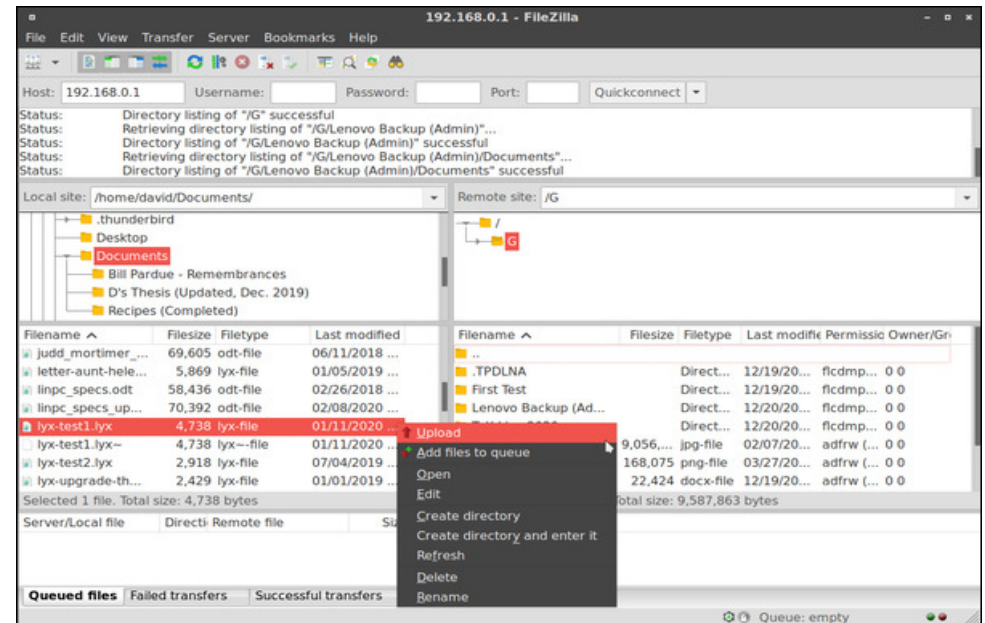 192.168.0.1 - FileZilla
File Edit View Transfer Server Bookmarks Help
Host: 192.168.0.1 Username: Password: Port: Quickconnect
Status: Directory listing of "/G" successful
Status: Retrieving directory listing of "/G/Lenovo Backup (Admin)"...
Status: Directory listing of "/G/Lenovo Backup (Admin)" successful
Status: Retrieving directory listing of "/G/Lenovo Backup (Admin)/Documents"...
Status: Directory listing of "/G/Lenovo Backup (Admin)/Documents" successful
Local site: /home/david/Documents/ Remote site: /G
.thunderbird
Desktop
Documents
Bill Pardue - Remembrances
D's Thesis (Updated, Dec. 2019)
Recipes (Completed)
/
G
Filename Filesize Filetype Last modified
judd_mortimer_... 69,605 odt-file 06/11/2018 ...
letter-aunt-hele... 5,869 lyx-file 01/05/2019 ...
linpc_specs.odt 58,436 odt-file 02/26/2018 ...
linpc_specs_up... 70,392 odt-file 02/08/2020 ...
lyx-test1.lyx 4,738 lyx-file 01/11/2020 ...
lyx-test1.lyx~ 4,738 lyx~-file 01/11/2020 ...
lyx-test2.lyx 2,918 lyx-file 07/04/2019 ...
lyx-upgrade-th... 2,429 lyx-file 01/01/2019 ...
Selected 1 file. Total size: 4,738 bytes
Filename Filesize Filetype Last modifie Permissic Owner/Gr
..
.TPDLNA Direct... 12/19/20... flcdmp... 0 0
First Test Direct... 12/19/20... flcdmp... 0 0
Lenovo Backup (Ad... Direct... 12/20/20... flcdmp... 0 0
Direct... 12/20/20... flcdmp... 0 0
9,056,... jpg-file 02/07/20... adfrw (... 0 0
168,075 png-file 03/27/20... adfrw (... 0 0
22,424 docx-file 12/19/20... adfrw (... 0 0
otal size: 9,587,863 bytes
Upload
Add files to queue
Open
Edit
Create directory
Create directory and enter it
Refresh
Delete
Rename
Server/Local file Directi Remote file Siz
Queued files Failed transfers Successful transfers
Queue: empty